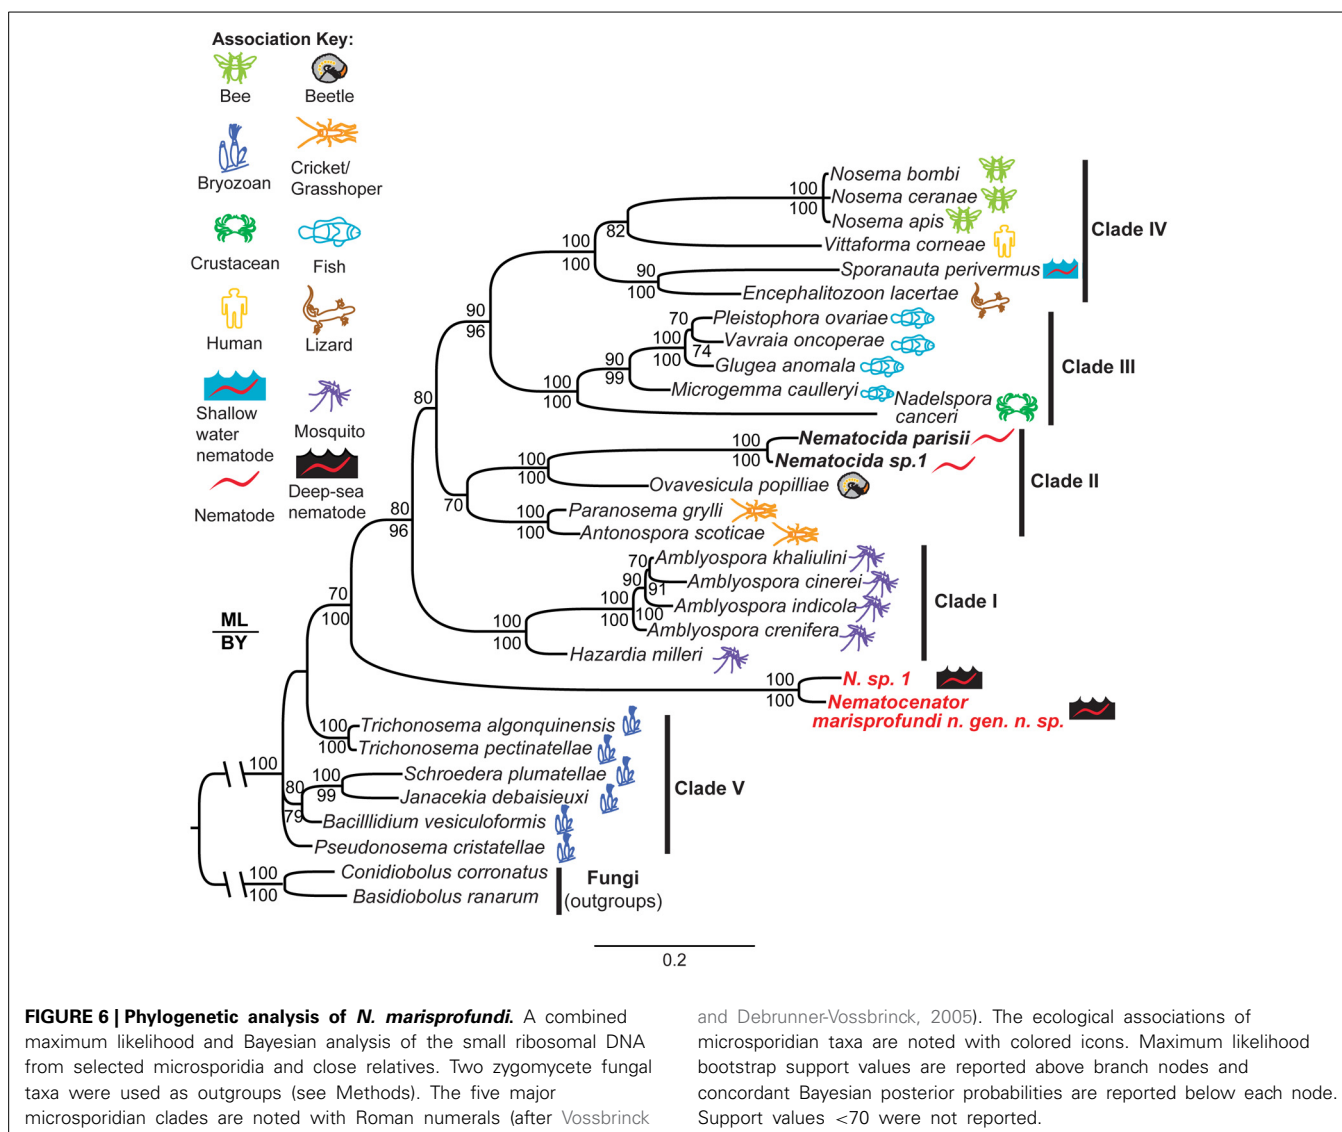 Association Key:
Bee
Beetle
Bryozoan
Cricket/
Grasshoper
Crustacean
Fish
Human
Lizard
Shallow
water
nematode
Mosquito
Nematode
Deep-sea
nematode
ML
BY
Nosema bombi
Nosema ceranae
Nosema apis
Vittaforma corneae
Sporanauta perivermus
Encephalitozoon lacertae
Clade IV
Pleistophora ovariae
Vavraia oncoperae
Glugea anomala
Microgemma caulleryi
Nadelspora
canceri
Clade III
Nematocida parisii
Nematocida sp.1
Ovavesicula popilliae
Paranosema grylli
Antonospora scoticae
Clade II
Amblyospora khaliulini
Amblyospora cinerei
Amblyospora indicola
Amblyospora crenifera
Hazardia milleri
Clade I
N. sp. 1
Nematocenator
marisprofundi n. gen. n. sp.
Trichonosema algonquinensis
Trichonosema pectinatellae
Schroedera plumatellae
Janacekia debaisieuxi
Bacilllidium vesiculoformis
Pseudonosema cristatellae
Clade V
Conidiobolus corronatus
Basidiobolus ranarum
Fungi
(outgroups)
100
100
82
100
100
90
100
90
96
70
100
100
74
90
99
100
100
80
100
100
100
100
70
100
100
80
96
70
90
91
100
100
100
100
100
70
100
100
100
100
100
100
100
99
80
79
100
100
0.2
FIGURE 6 | Phylogenetic analysis of N. marisprofundi. A combined
maximum likelihood and Bayesian analysis of the small ribosomal DNA
from selected microsporidia and close relatives. Two zygomycete fungal
taxa were used as outgroups (see Methods). The five major
microsporidian clades are noted with Roman numerals (after Vossbrinck
and Debrunner-Vossbrinck, 2005). The ecological associations of
microsporidian taxa are noted with colored icons. Maximum likelihood
bootstrap support values are reported above branch nodes and
concordant Bayesian posterior probabilities are reported below each node.
Support values <70 were not reported.